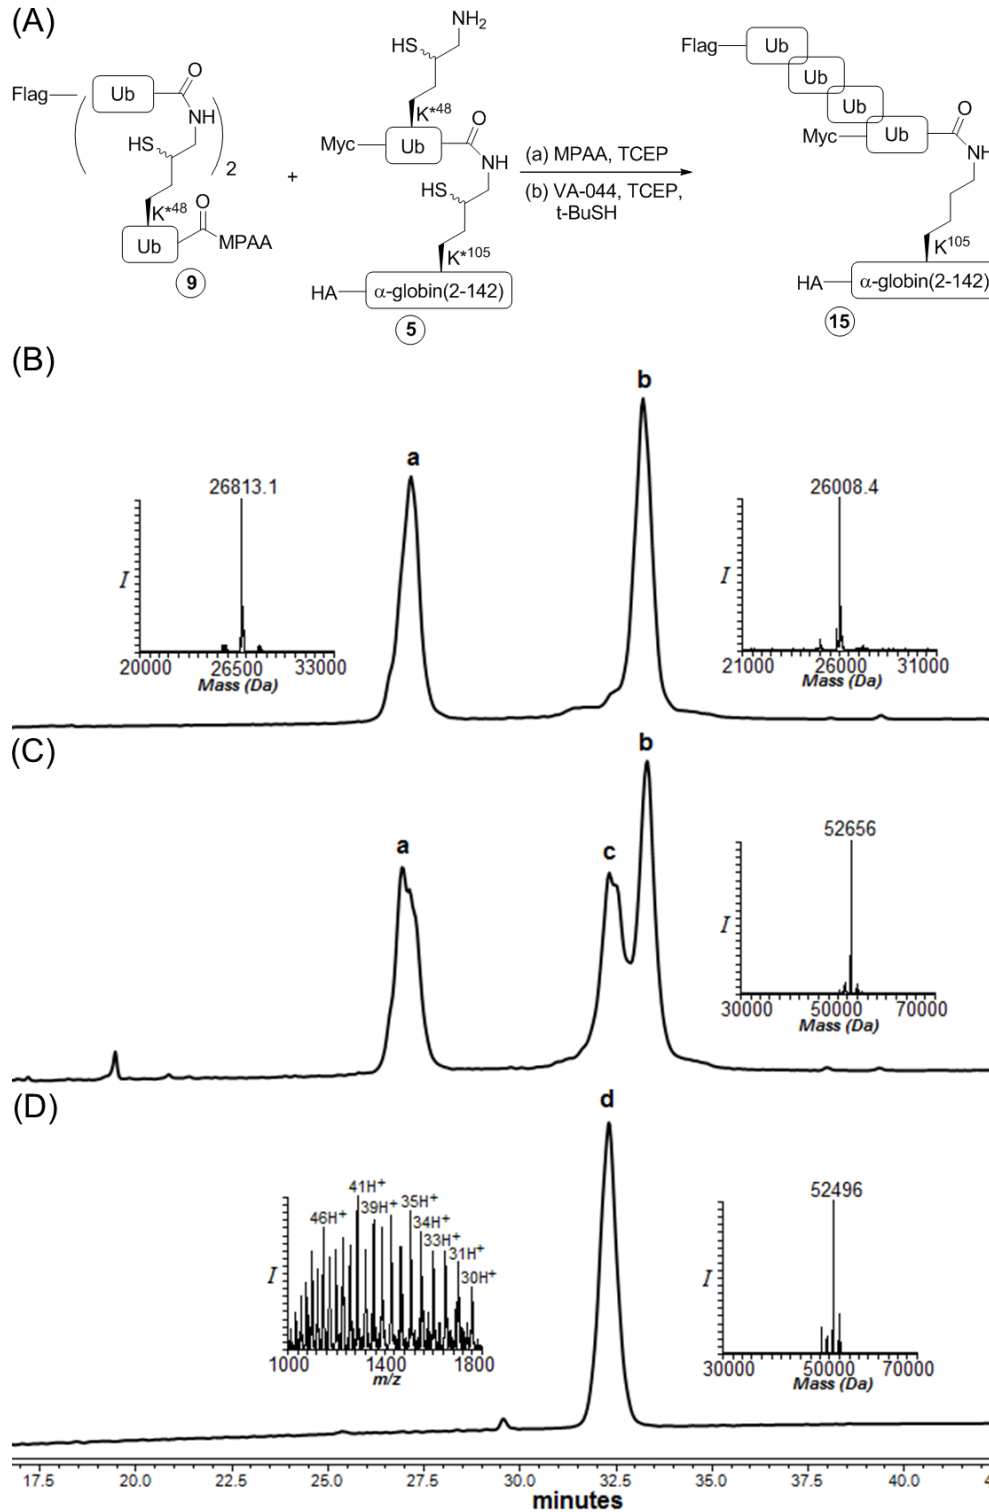 (A)
NH2
HS
O
Flag
Ub
NH
HS
2
K*48
O
Ub
MPAA
9
+
K*48
Myc
Ub
O
NH
HS
K*105
HA
α-globin(2-142)
5
(a) MPAA, TCEP
(b) VA-044, TCEP,
t-BuSH
Flag
Ub
Ub
Ub
Myc
Ub
O
NH
K105
HA
α-globin(2-142)
15
(B)
a
b
26813.1
I
20000 26500 33000
Mass (Da)
26008.4
I
21000 26000 31000
Mass (Da)
(C)
a
c
b
52656
I
30000 50000 70000
Mass (Da)
(D)
d
46H+ 41H+ 39H+ 35H+ 34H+ 33H+ 31H+ 30H+
I
1000 1400 1800
m/z
52496
I
30000 50000 70000
Mass (Da)
17.5 20.0 22.5 25.0 27.5 30.0 32.5 35.0 37.5 40.0
minutes